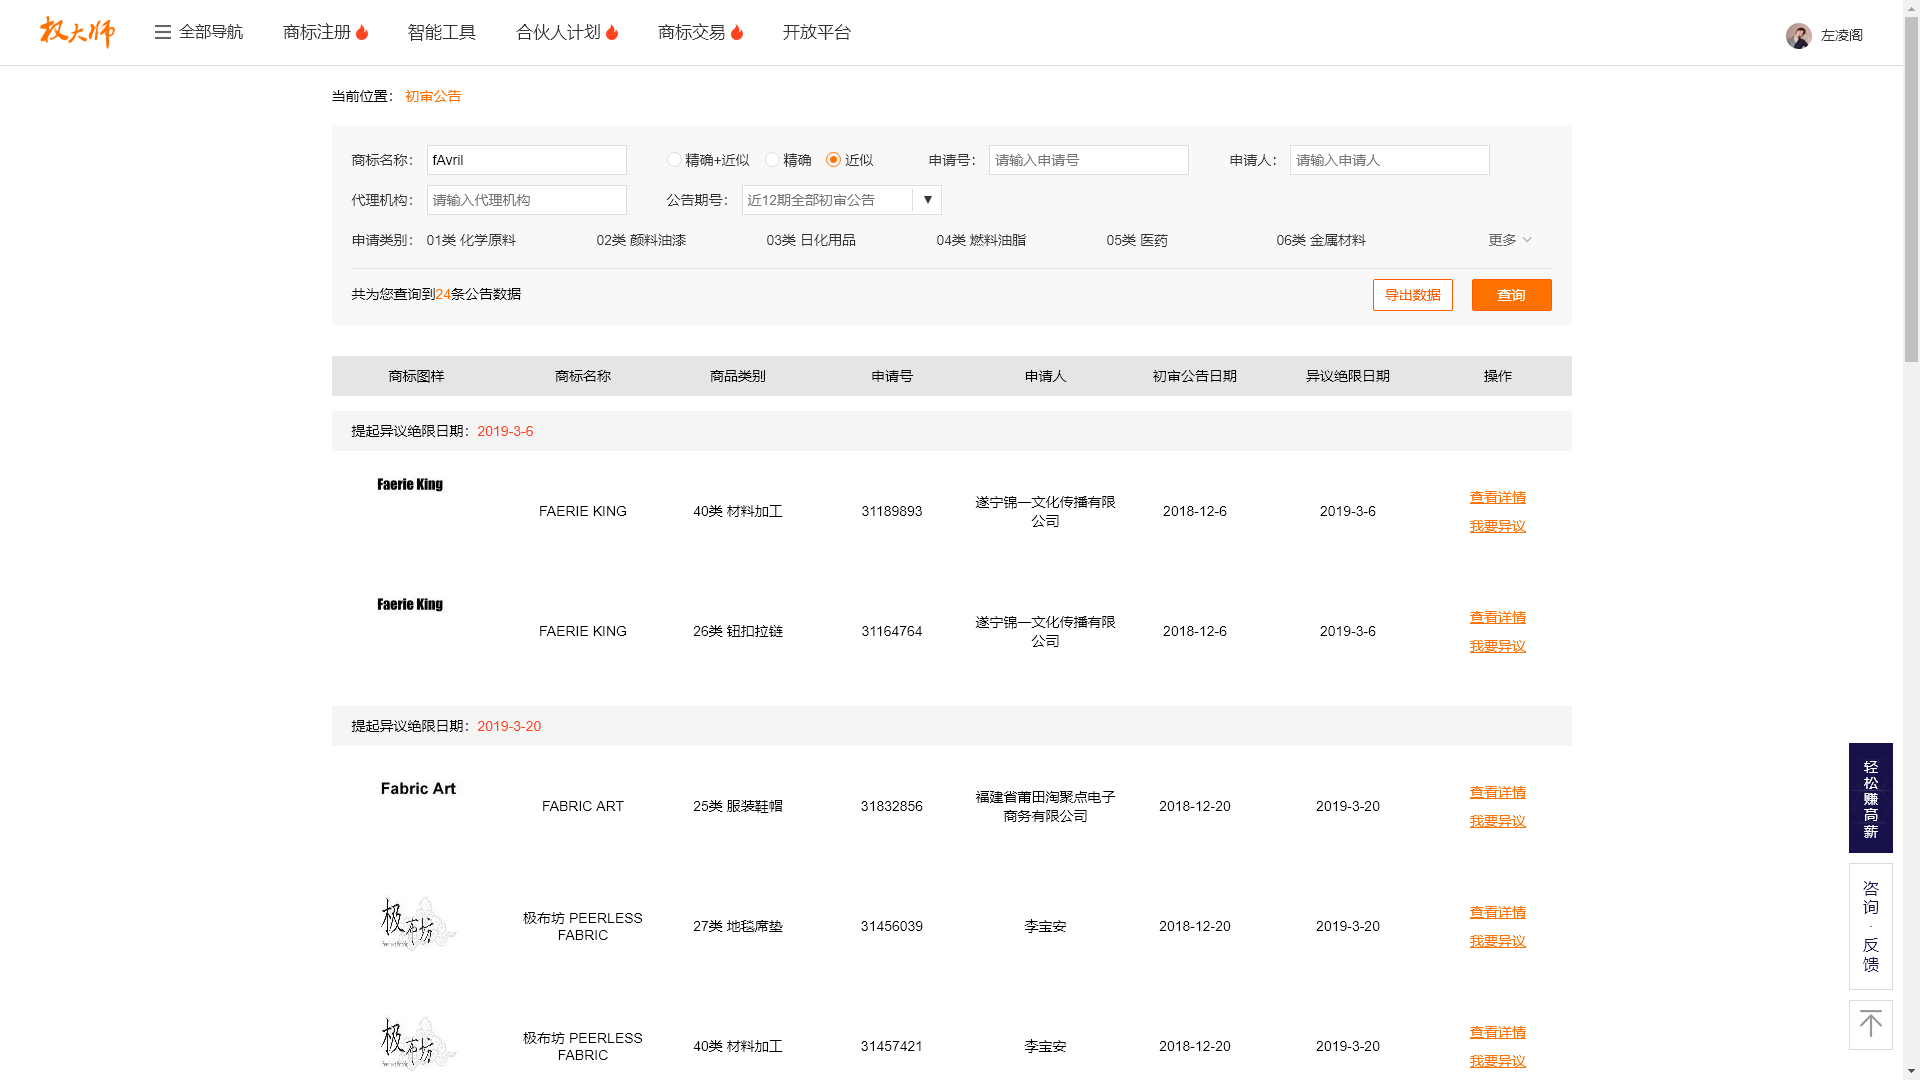 权大师
全部导航
商标注册
智能工具
合伙人计划
商标交易
开放平台
左凌阁
当前位置： 初审公告
商标名称： fAvril 精确+近似 精确 近似 申请号： 请输入申请号 申请人： 请输入申请人
代理机构： 请输入代理机构 公告期号： 近12期全部初审公告
申请类别： 01类 化学原料 02类 颜料油漆 03类 日化用品 04类 燃料油脂 05类 医药 06类 金属材料 更多
共为您查询到24条公告数据 导出数据 查询
商标图样 商标名称 商品类别 申请号 申请人 初审公告日期 异议绝限日期 操作
提起异议绝限日期：2019-3-6
Faerie King
FAERIE KING 40类 材料加工 31189893 遂宁锦一文化传播有限公司 2018-12-6 2019-3-6 查看详情
我要异议
Faerie King
FAERIE KING 26类 钮扣拉链 31164764 遂宁锦一文化传播有限公司 2018-12-6 2019-3-6 查看详情
我要异议
提起异议绝限日期：2019-3-20
Fabric Art
FABRIC ART 25类 服装鞋帽 31832856 福建省莆田淘聚点电子商务有限公司 2018-12-20 2019-3-20 查看详情
我要异议
极布坊
极布坊 PEERLESS FABRIC 27类 地毯席垫 31456039 李宝安 2018-12-20 2019-3-20 查看详情
我要异议
极布坊
极布坊 PEERLESS FABRIC 40类 材料加工 31457421 李宝安 2018-12-20 2019-3-20 查看详情
我要异议
轻松赚高薪
咨询·反馈